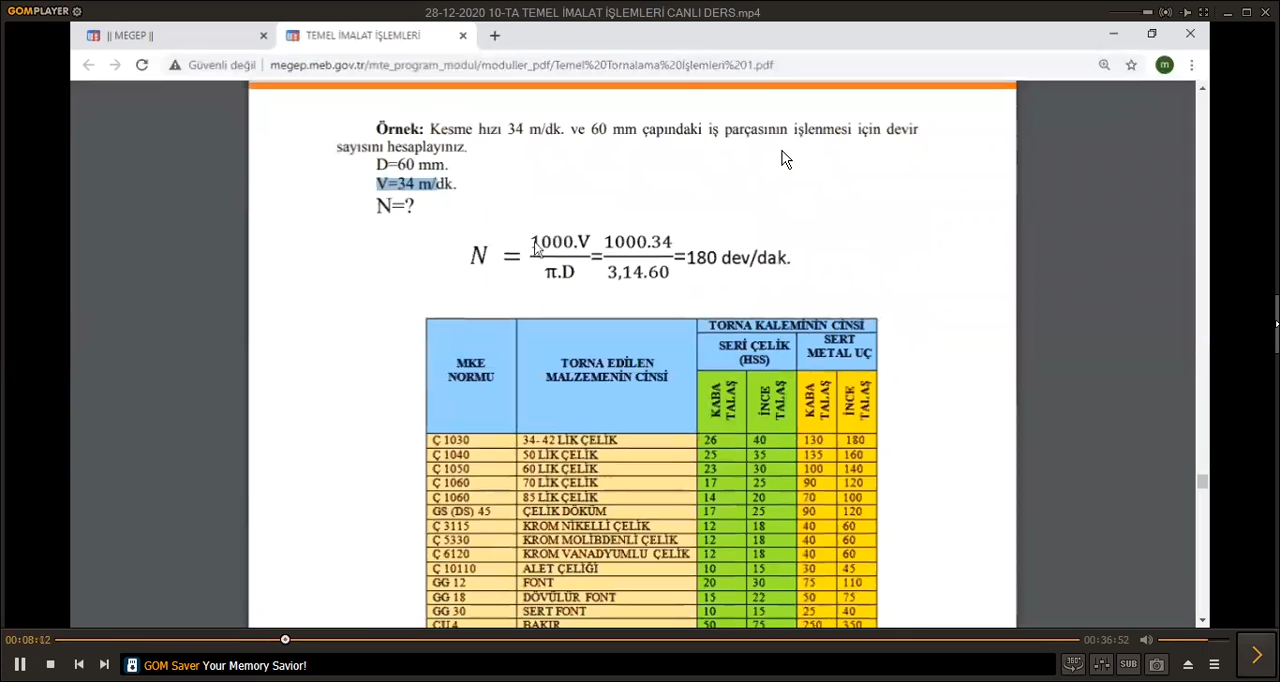 GOMPLAYER
28-12-2020 10-TA TEMEL İMALAT İŞLEMLERİ CANLI DERS.mp4
|| MEGEP ||
TEMEL İMALAT İŞLEMLERİ
Güvenli değil
megep.meb.gov.tr/mte_program_modul/moduller_pdf/Temel%20Tornalama%20İşlemleri%201.pdf
m
Örnek: Kesme hızı 34 m/dk. ve 60 mm çapındaki iş parçasının işlenmesi için devir
sayısını hesaplayınız.
D=60 mm.
V=34 m/dk.
N=?
N = 1000.V / π.D = 1000.34 / 3,14.60 =180 dev/dak.
MKE NORMU
TORNA EDİLEN MALZEMENİN CİNSİ
TORNA KALEMİNİN CİNSİ
SERİ ÇELİK (HSS)
SERT METAL UÇ
KABA TALAŞ
İNCE TALAŞ
KABA TALAŞ
İNCE TALAŞ
Ç 1030 34- 42 LİK ÇELİK 26 40 130 180
Ç 1040 50 LİK ÇELİK 25 35 135 160
Ç 1050 60 LIK ÇELİK 23 30 100 140
Ç 1060 70 LİK ÇELİK 17 25 90 120
Ç 1060 85 LİK ÇELİK 14 20 70 100
GS (DS) 45 ÇELİK DÖKÜM 17 25 90 120
Ç 3115 KROM NİKELLİ ÇELİK 12 18 40 60
Ç 5330 KROM MOLİBDENLİ ÇELİK 12 18 40 60
Ç 6120 KROM VANADYUMLU ÇELİK 12 18 40 60
Ç 10110 ALET ÇELİĞİ 10 15 30 45
GG 12 FONT 20 30 75 110
GG 18 DÖVÜLÜR FONT 15 22 50 75
GG 30 SERT FONT 10 15 25 40
CU 4 BAKIR 50 75 250 350
00:08:12
00:36:52
GOM Saver Your Memory Savior!
360°
SUB